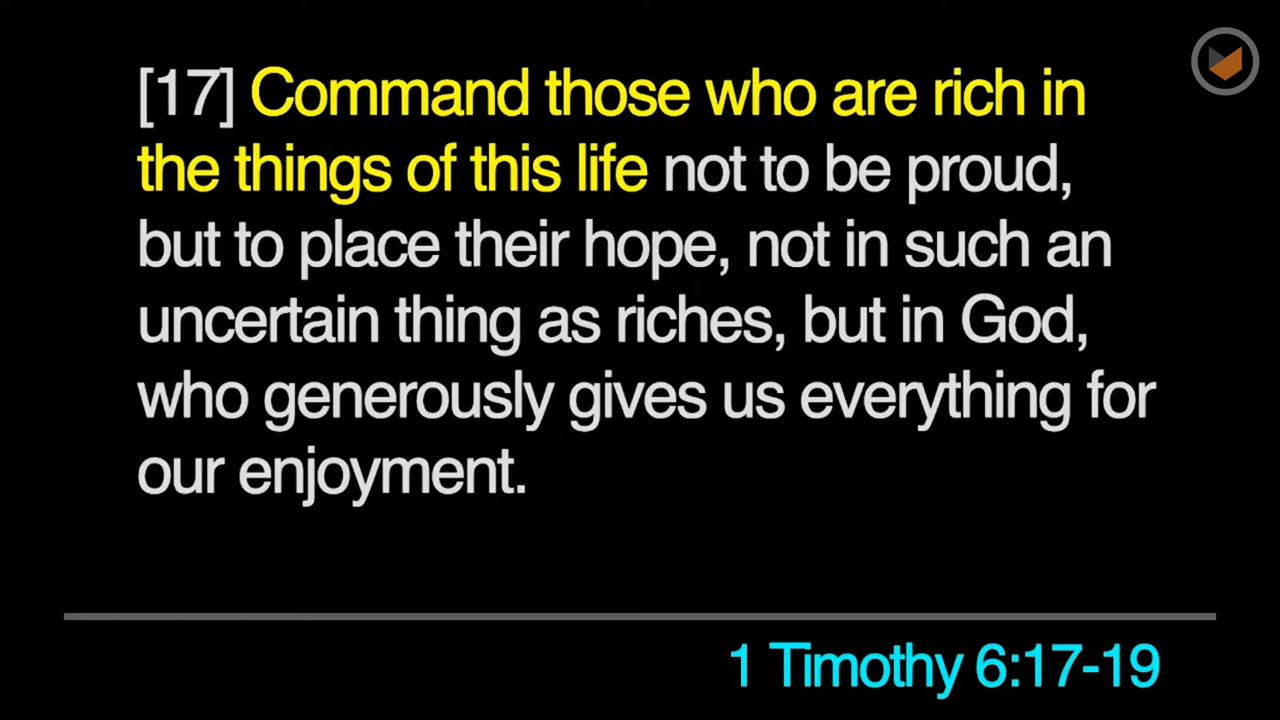 [17] Command those who are rich in
the things of this life not to be proud,
but to place their hope, not in such an
uncertain thing as riches, but in God,
who generously gives us everything for
our enjoyment.
1 Timothy 6:17-19